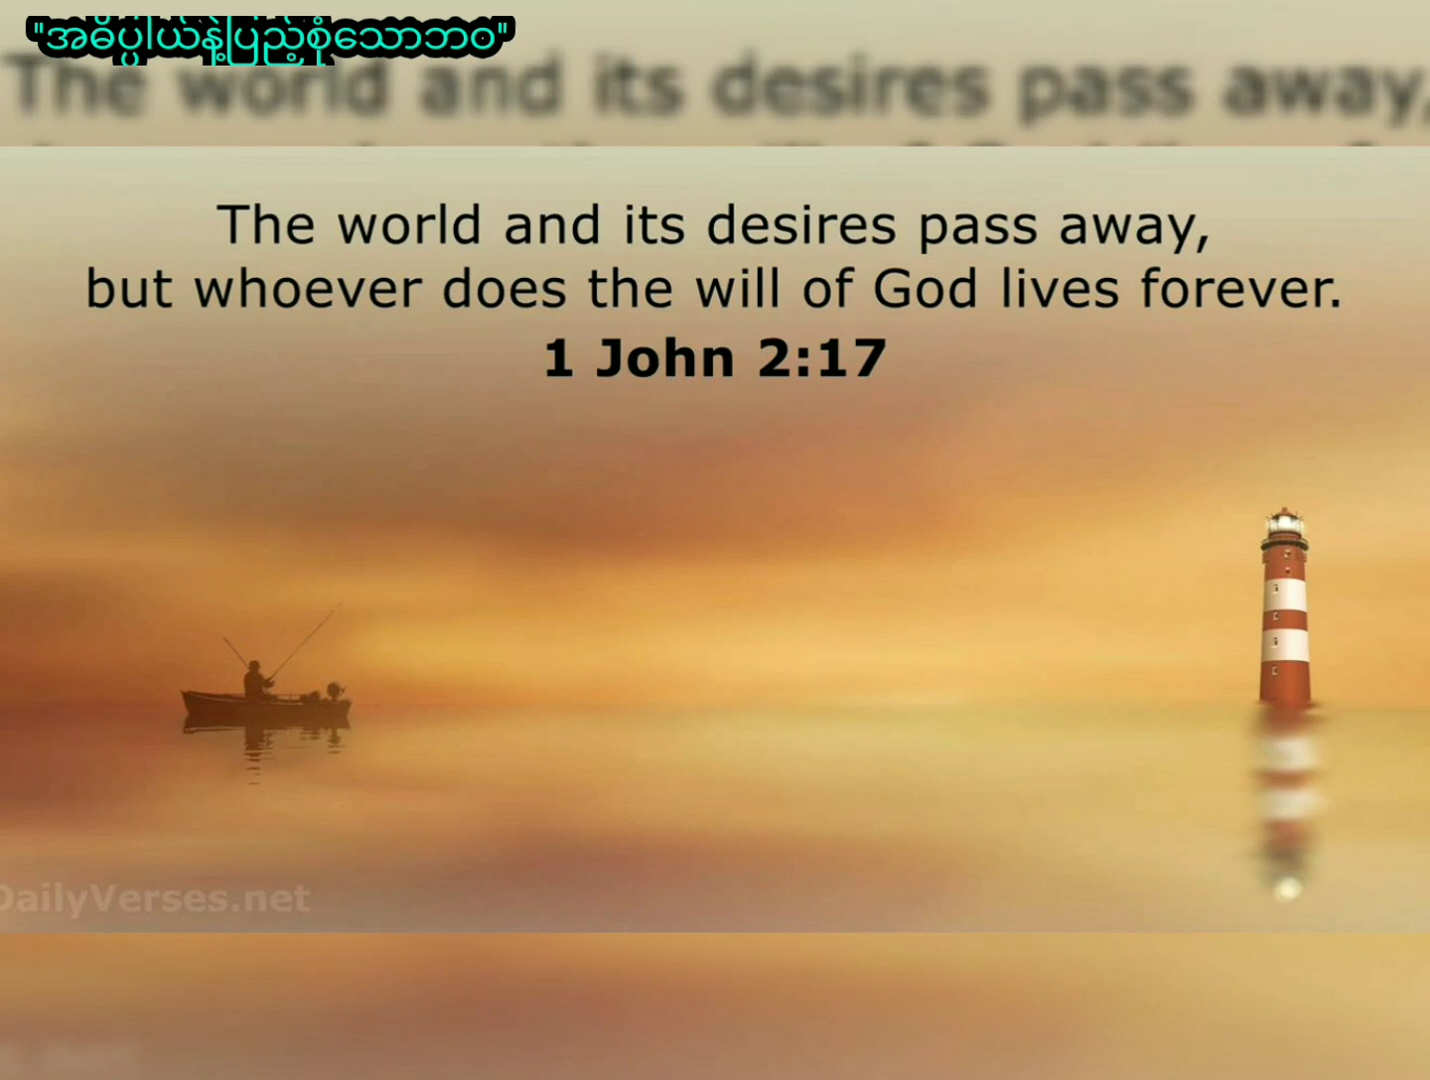 "အဓိပ္ပါယ်နဲ့ပြည့်စုံသောဘဝ"
The world and its desires pass away,
The world and its desires pass away,
but whoever does the will of God lives forever.
1 John 2:17
DailyVerses.net